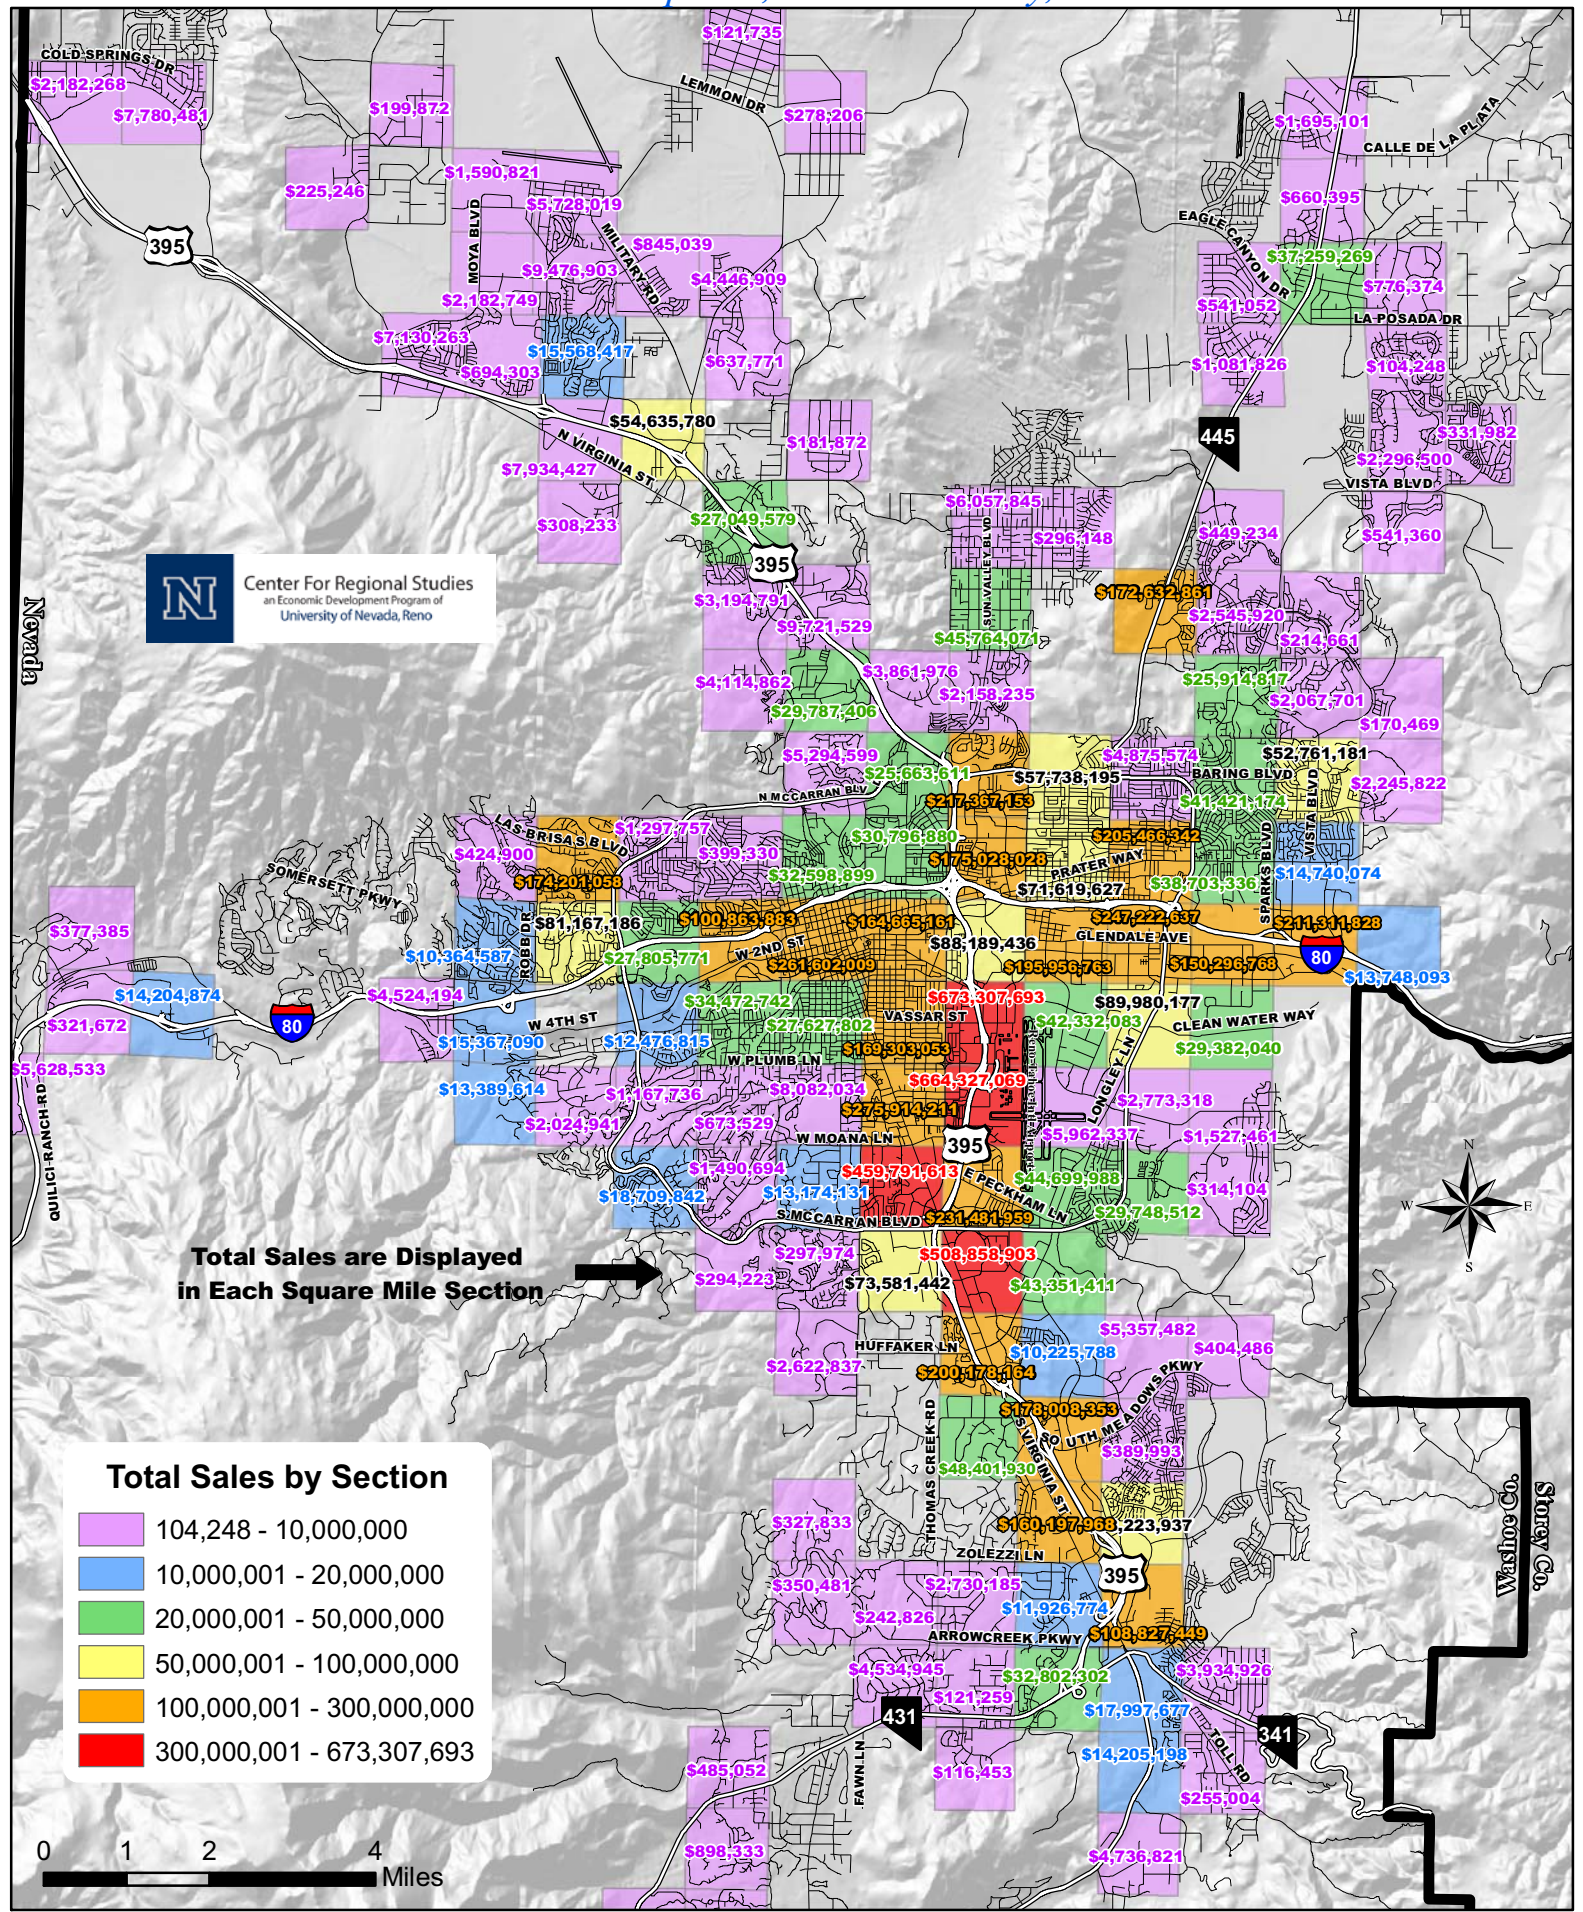 $121,735
COLD SPRINGS DR
$2,182,268
$7,780,481
$199,872
LEMMON DR
$278,206
$1,695,101
CALLE DE LA PLATA
$225,246
$1,590,821
$5,728,019
$660,395
MOYA BLVD
MILITARY RD
EAGLE CANYON DR
395
$845,039
$37,259,269
$9,476,903
$4,446,909
$776,374
$2,182,749
$541,052
LA POSADA DR
$7,130,263
$15,568,417
$637,771
$694,303
$1,081,826
$104,248
$54,635,780
445
$331,982
N VIRGINIA ST
$181,872
$7,934,427
$2,296,500
VISTA BLVD
$308,233
$27,049,579
$6,057,845
SUN VALLEY BLVD
$296,148
$449,234
$541,360
395
Center For Regional Studies
an Economic Development Program of
University of Nevada, Reno
N
Nevada
$3,194,791
$172,632,861
$9,721,529
$2,545,920
$45,764,071
$214,661
$4,114,862
$3,861,976
$2,158,235
$25,914,817
$2,067,701
$29,787,406
$170,469
$5,294,599
$25,663,611
$57,738,195
$4,875,574
$52,761,181
BARING BLVD
$2,245,822
N MCCARRAN BLV
$217,367,153
$41,421,174
VISTA BLVD
LAS BRISAS BLVD
$1,297,757
$30,796,880
$205,466,342
$424,900
$399,330
$175,028,028
PRATER WAY
SPARKS BLVD
SOMERSETT PKWY
$174,201,058
$32,598,899
$71,619,627
$38,703,336
$14,740,074
$377,385
$81,167,186
$100,863,883
$164,665,161
$247,222,637
$211,311,828
ROBB DR
W 2ND ST
$88,189,436
GLENDALE AVE
$10,364,587
$27,805,771
$261,602,009
$195,956,763
$150,296,768
80
$13,748,093
$14,204,874
$4,524,194
$34,472,742
$673,307,693
$89,980,177
$321,672
80
W 4TH ST
$27,627,802
VASSAR ST
$42,332,083
CLEAN WATER WAY
$15,367,090
$12,476,815
$169,303,053
$29,382,040
$5,628,533
W PLUMB LN
$664,327,069
LONGLEY LN
QUILICI RANCH RD
$13,389,614
$1,167,736
$8,082,034
$275,914,211
$2,773,318
$2,024,941
$673,529
W MOANA LN
395
$5,962,337
$1,527,461
N
W
E
S
$1,490,694
$459,791,613
E PECKHAM LN
$44,699,988
$314,104
$18,709,842
$13,174,131
S MCCARRAN BLVD
$231,481,959
$29,748,512
Total Sales are Displayed
in Each Square Mile Section
$297,974
$508,858,903
$294,223
$73,581,442
$43,351,411
HUFFAKER LN
$10,225,788
$5,357,482
$404,486
$2,622,837
$200,178,164
THOMAS CREEK RD
$178,008,353
SOUTH MEADOWS PKWY
S VIRGINIA ST
$389,993
$48,401,930
Total Sales by Section
104,248 - 10,000,000
10,000,001 - 20,000,000
20,000,001 - 50,000,000
50,000,001 - 100,000,000
100,000,001 - 300,000,000
300,000,001 - 673,307,693
$327,833
$160,197,968
,223,937
ZOLEZZI LN
395
$350,481
$2,730,185
$242,826
$11,926,774
ARROWCREEK PKWY
$108,827,449
Washoe Co.
Storey Co.
$4,534,945
$32,802,302
$3,934,926
$121,259
431
$17,997,677
341
TOLL RD
FAWN LN
$485,052
$116,453
$14,205,198
$255,004
$898,333
$4,736,821
0 1 2 4
Miles